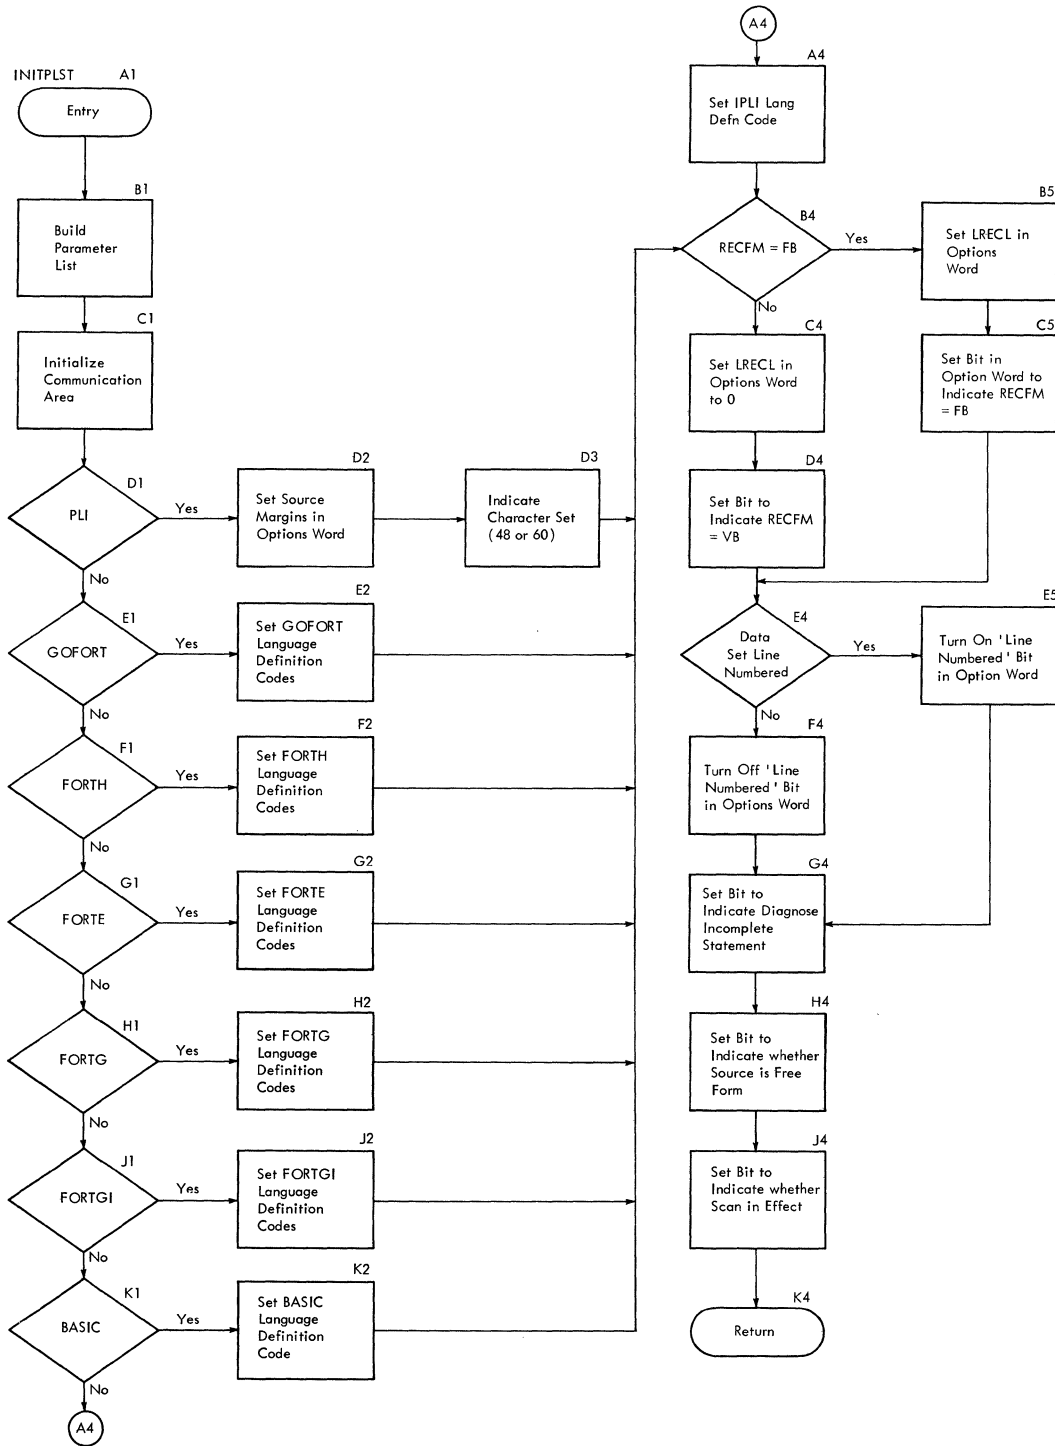 INITPLST A1
Entry
B1
Build
Parameter
List
C1
Initialize
Communication
Area
D1
PLI
Yes
No
D2
Set Source
Margins in
Options Word
D3
Indicate
Character Set
(48 or 60)
E1
GOFORT
Yes
No
E2
Set GOFORT
Language
Definition
Codes
F1
FORTH
Yes
No
F2
Set FORTH
Language
Definition
Codes
G1
FORTE
Yes
No
G2
Set FORTE
Language
Definition
Codes
H1
FORTG
Yes
No
H2
Set FORTG
Language
Definition
Codes
J1
FORTGI
Yes
No
J2
Set FORTGI
Language
Definition
Codes
K1
BASIC
Yes
No
K2
Set BASIC
Language
Definition
Code
A4
A4
A4
Set IPLI Lang
Defn Code
B4
RECFM = FB
Yes
No
B5
Set LRECL in
Options
Word
C5
Set Bit in
Option Word to
Indicate RECFM
= FB
C4
Set LRECL in
Options Word
to 0
D4
Set Bit to
Indicate RECFM
= VB
E4
Data
Set Line
Numbered
Yes
No
E5
Turn On 'Line
Numbered' Bit
in Option Word
F4
Turn Off 'Line
Numbered' Bit
in Options Word
G4
Set Bit to
Indicate Diagnose
Incomplete
Statement
H4
Set Bit to
Indicate whether
Source is Free
Form
J4
Set Bit to
Indicate whether
Scan in Effect
K4
Return